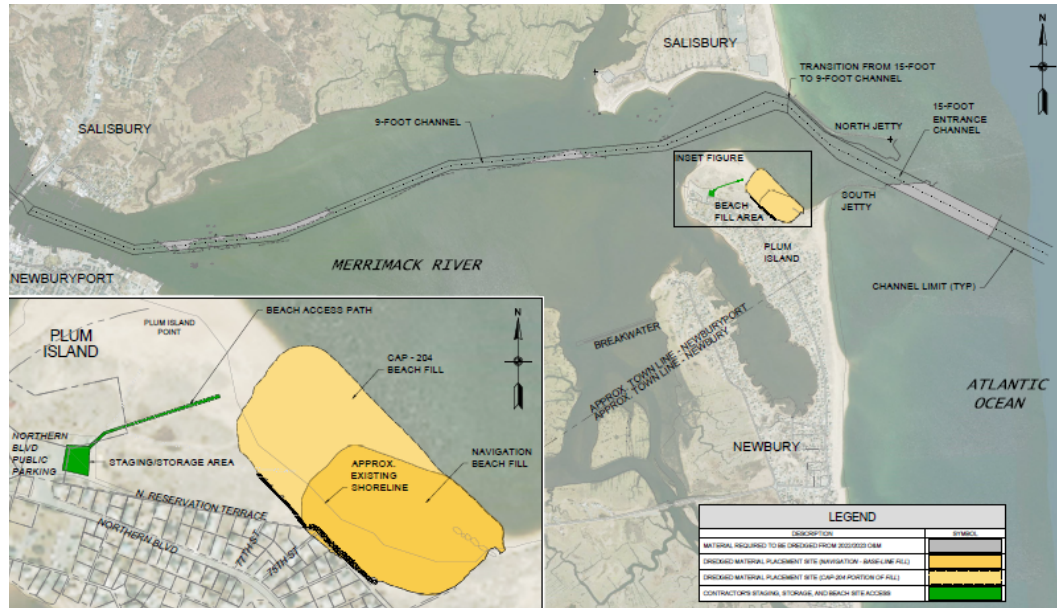 N
SALISBURY
TRANSITION FROM 15-FOOT
TO 9-FOOT CHANNEL
15-FOOT
ENTRANCE
CHANNEL
SALISBURY
9-FOOT CHANNEL
NORTH JETTY
INSET FIGURE
BEACH
FILL AREA
SOUTH
JETTY
PLUM
ISLAND
MERRIMACK RIVER
NEWBURYPORT
CHANNEL LIMIT (TYP)
BREAKWATER
APPROX. TOWN LINE - NEWBURYPORT
APPROX. TOWN LINE - NEWBURY
ATLANTIC
OCEAN
NEWBURY
BEACH ACCESS PATH
PLUM ISLAND
POINT
N
PLUM
ISLAND
CAP - 204
BEACH FILL
NORTHERN
BLVD
PUBLIC
PARKING
STAGING/STORAGE AREA
APPROX.
EXISTING
SHORELINE
NAVIGATION
BEACH FILL
N. RESERVATION TERRACE
NORTHERN BLVD
77TH ST
75TH ST
LEGEND
DESCRIPTION SYMBOL
MATERIAL REQUIRED TO BE DREDGED FROM 2022/2023 O&M
DREDGED MATERIAL PLACEMENT SITE (NAVIGATION - BASE-LINE FILL)
DREDGED MATERIAL PLACEMENT SITE (CAP-204 PORTION OF FILL)
CONTRACTOR'S STAGING, STORAGE, AND BEACH SITE ACCESS